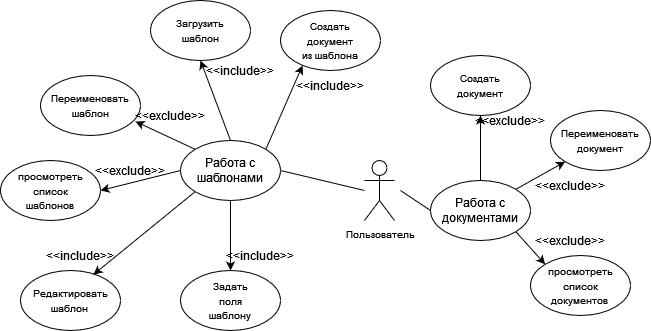 Загрузить
шаблон
Создать
документ
из шаблона
<<include>>
<<include>>
Создать
документ
Переименовать
шаблон
<<exclude>>
<<exclude>>
Переименовать
документ
Работа с
шаблонами
<<exclude>>
просмотреть
список
шаблонов
<<exclude>>
Работа с
документами
Пользователь
<<exclude>>
<<include>>
<<include>>
просмотреть
список
документов
Редактировать
шаблон
Задать
поля
шаблону